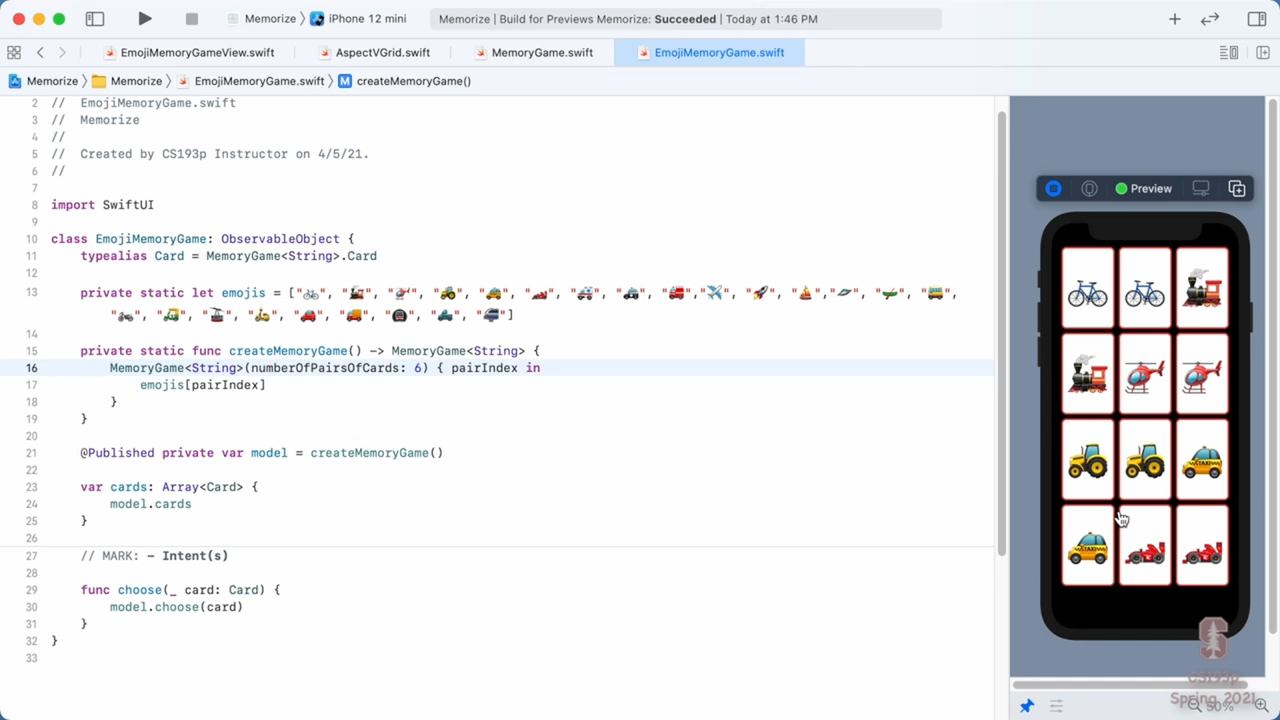 Memorize 〉 iPhone 12 mini
Memorize | Build for Previews Memorize: Succeeded | Today at 1:46 PM
EmojiMemoryGameView.swift
AspectVGrid.swift
MemoryGame.swift
EmojiMemoryGame.swift
Memorize 〉 Memorize 〉 EmojiMemoryGame.swift 〉 M createMemoryGame()
2 // EmojiMemoryGame.swift
3 // Memorize
4 //
5 // Created by CS193p Instructor on 4/5/21.
6 //
7
8 import SwiftUI
9
10 class EmojiMemoryGame: ObservableObject {
11 typealias Card = MemoryGame<String>.Card
12
13 private static let emojis = ["🚲", "🚂", "🚁", "🚜", "🚕", "🏎", "🚑", "🚓", "🚒", "✈️", "🚀", "⛵️", "🛸", "🛶", "🚌",
"🏍", "🛺", "🚡", "🛵", "🚗", "🚚", "🚇", "🛻", "🚝"]
14
15 private static func createMemoryGame() -> MemoryGame<String> {
16 MemoryGame<String>(numberOfPairsOfCards: 6) { pairIndex in
17 emojis[pairIndex]
18 }
19 }
20
21 @Published private var model = createMemoryGame()
22
23 var cards: Array<Card> {
24 model.cards
25 }
26
27 // MARK: - Intent(s)
28
29 func choose(_ card: Card) {
30 model.choose(card)
31 }
32 }
33
Preview
TAXI
TAXI
CS193p
Spring 2021
50%